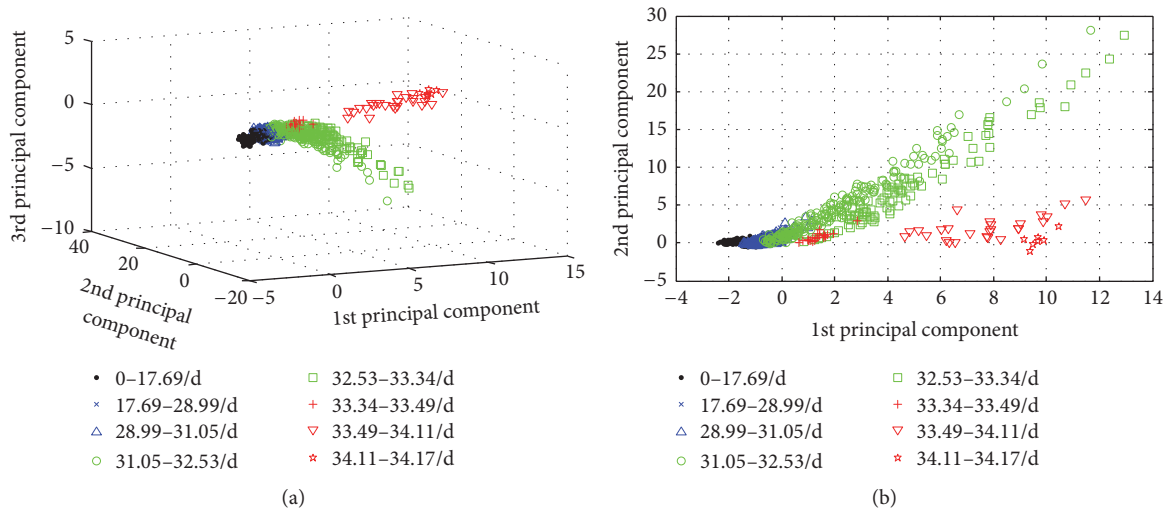 5
0
−5
−10
3rd principal component
40
20
0
−20
2nd principal
component
−5
0
5
10
15
1st principal component
0–17.69/d
17.69–28.99/d
28.99–31.05/d
31.05–32.53/d
32.53–33.34/d
33.34–33.49/d
33.49–34.11/d
34.11–34.17/d
(a)
30
25
20
15
10
5
0
−5
2nd principal component
−4
−2
0
2
4
6
8
10
12
14
1st principal component
0–17.69/d
17.69–28.99/d
28.99–31.05/d
31.05–32.53/d
32.53–33.34/d
33.34–33.49/d
33.49–34.11/d
34.11–34.17/d
(b)